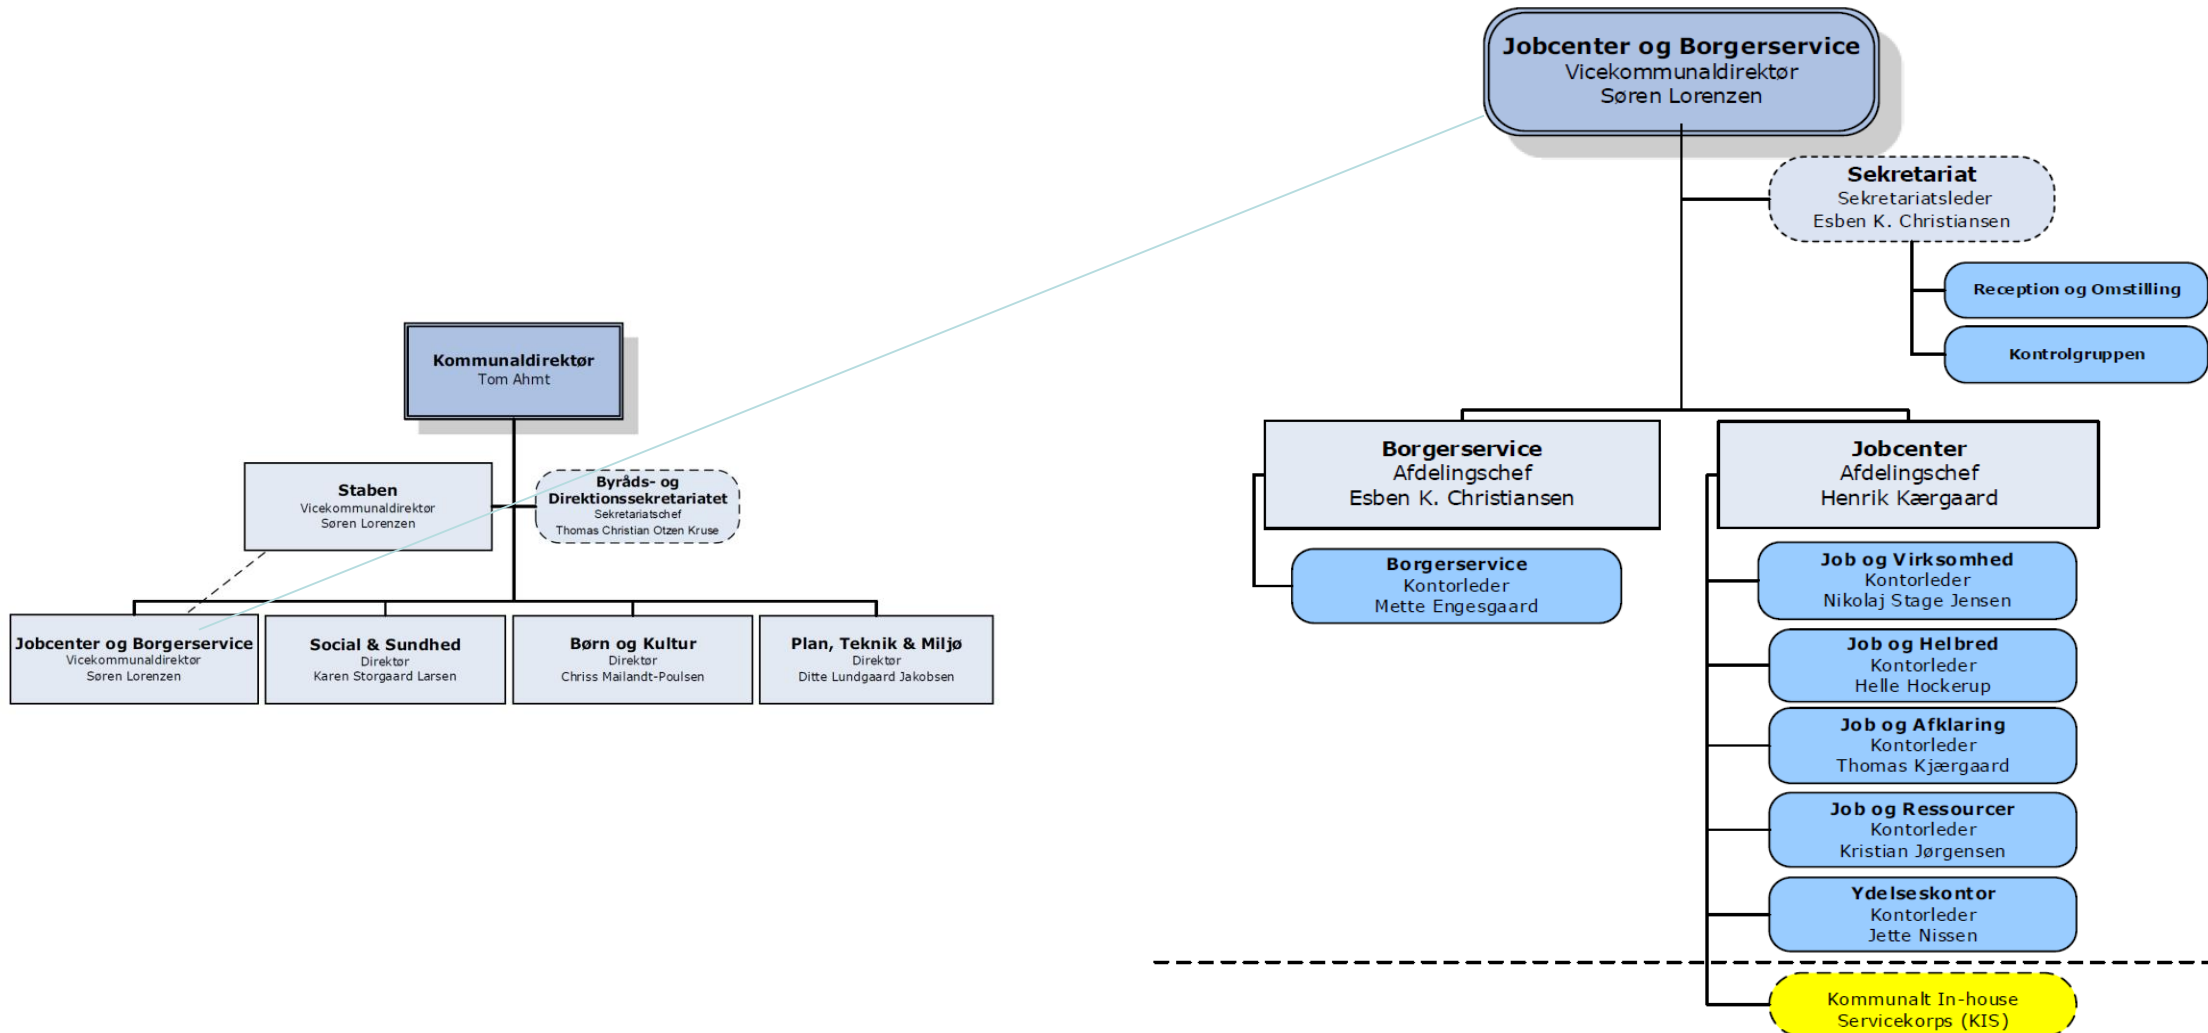 Jobcenter og Borgerservice
Vicekommunaldirektør
Søren Lorenzen
Sekretariat
Sekretariatsleder
Esben K. Christiansen
Reception og Omstilling
Kontrolgruppen
Kommunaldirektør
Tom Ahmt
Staben
Vicekommunaldirektør
Søren Lorenzen
Byråds- og
Direktionssekretariatet
Sekretariatschef
Thomas Christian Otzen Kruse
Jobcenter og Borgerservice
Vicekommunaldirektør
Søren Lorenzen
Social & Sundhed
Direktør
Karen Storgaard Larsen
Børn og Kultur
Direktør
Chriss Mailandt-Poulsen
Plan, Teknik & Miljø
Direktør
Ditte Lundgaard Jakobsen
Borgerservice
Afdelingschef
Esben K. Christiansen
Borgerservice
Kontorleder
Mette Engesgaard
Jobcenter
Afdelingschef
Henrik Kærgaard
Job og Virksomhed
Kontorleder
Nikolaj Stage Jensen
Job og Helbred
Kontorleder
Helle Hockerup
Job og Afklaring
Kontorleder
Thomas Kjærgaard
Job og Ressourcer
Kontorleder
Kristian Jørgensen
Ydelseskontor
Kontorleder
Jette Nissen
Kommunalt In-house
Servicekorps (KIS)